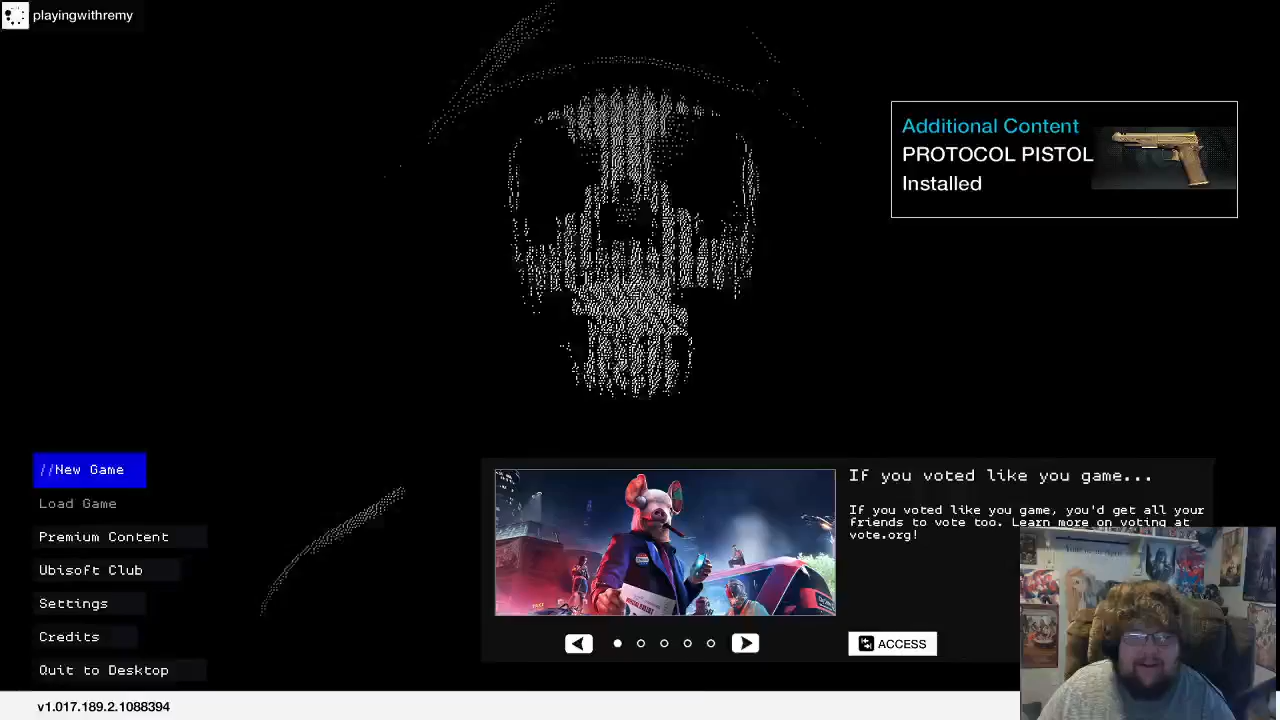 playingwithremy
Additional Content
PROTOCOL PISTOL
Installed
//New Game
Load Game
Premium Content
Ubisoft Club
Settings
Credits
Quit to Desktop
If you voted like you game...
If you voted like you game, you'd get all your
friends to vote too. Learn more on voting at
vote.org!
ACCESS
v1.017.189.2.1088394